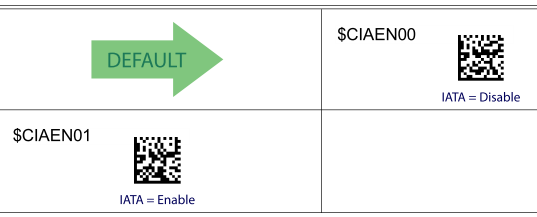 DEFAULT
$CIAEN00
IATA = Disable
$CIAEN01
IATA = Enable